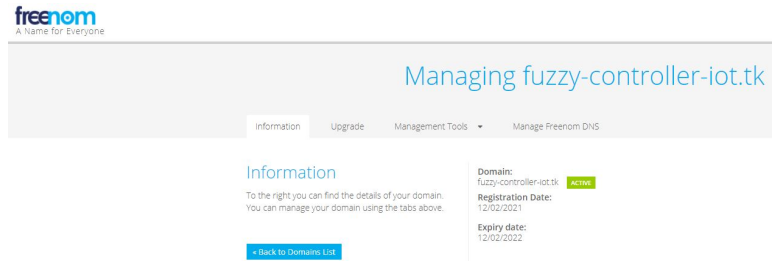 freenom
A Name for Everyone
Managing fuzzy-controller-iot.tk
Information
Upgrade
Management Tools
Manage Freenom DNS
Information
To the right you can find the details of your domain.
You can manage your domain using the tabs above.
« Back to Domains List
Domain:
fuzzy-controller-iot.tk ACTIVE
Registration Date:
12/02/2021
Expiry date:
12/02/2022